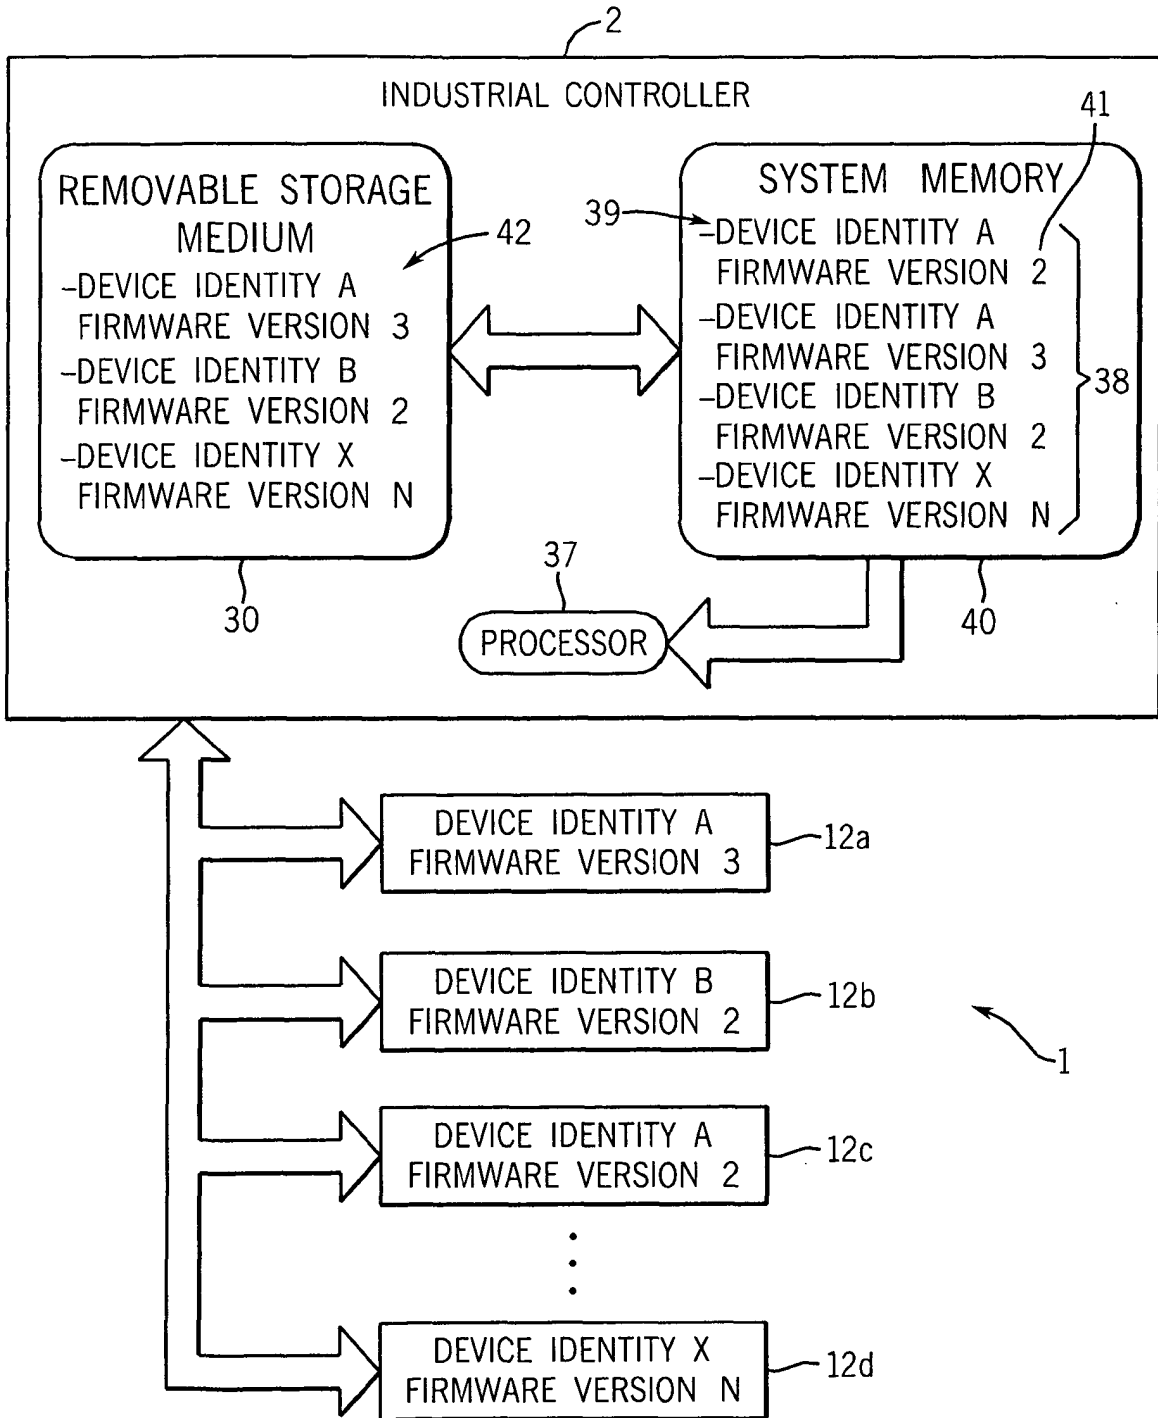 2
INDUSTRIAL CONTROLLER
REMOVABLE STORAGE
MEDIUM
42
–DEVICE IDENTITY A
FIRMWARE VERSION 3
–DEVICE IDENTITY B
FIRMWARE VERSION 2
–DEVICE IDENTITY X
FIRMWARE VERSION N
30
41
SYSTEM MEMORY
39
–DEVICE IDENTITY A
FIRMWARE VERSION 2
–DEVICE IDENTITY A
FIRMWARE VERSION 3
–DEVICE IDENTITY B
FIRMWARE VERSION 2
–DEVICE IDENTITY X
FIRMWARE VERSION N
38
40
37
PROCESSOR
DEVICE IDENTITY A
FIRMWARE VERSION 3
12a
DEVICE IDENTITY B
FIRMWARE VERSION 2
12b
1
DEVICE IDENTITY A
FIRMWARE VERSION 2
12c
DEVICE IDENTITY X
FIRMWARE VERSION N
12d